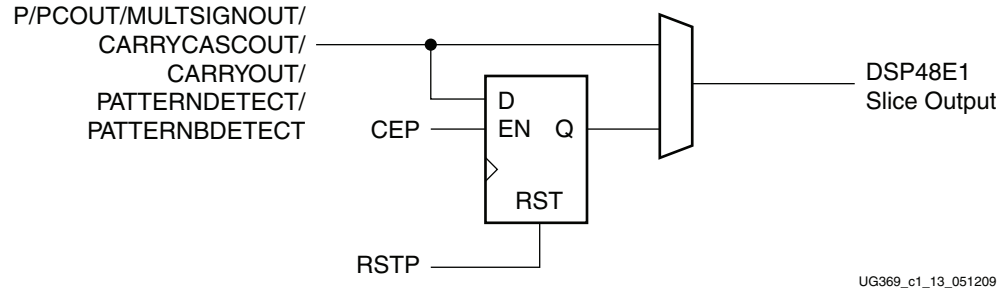 P/PCOUT/MULTSIGNOUT/
CARRYCASCOUT/
CARRYOUT/
PATTERNDETECT/
PATTERNBDETECT
CEP
D
EN Q
RST
RSTP
DSP48E1
Slice Output
UG369_c1_13_051209